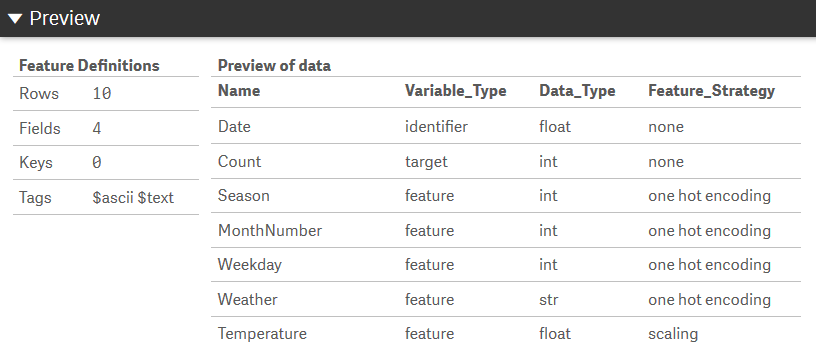 Preview
Feature Definitions
Rows 10
Fields 4
Keys 0
Tags $ascii $text
Preview of data
Name Variable_Type Data_Type Feature_Strategy
Date identifier float none
Count target int none
Season feature int one hot encoding
MonthNumber feature int one hot encoding
Weekday feature int one hot encoding
Weather feature str one hot encoding
Temperature feature float scaling